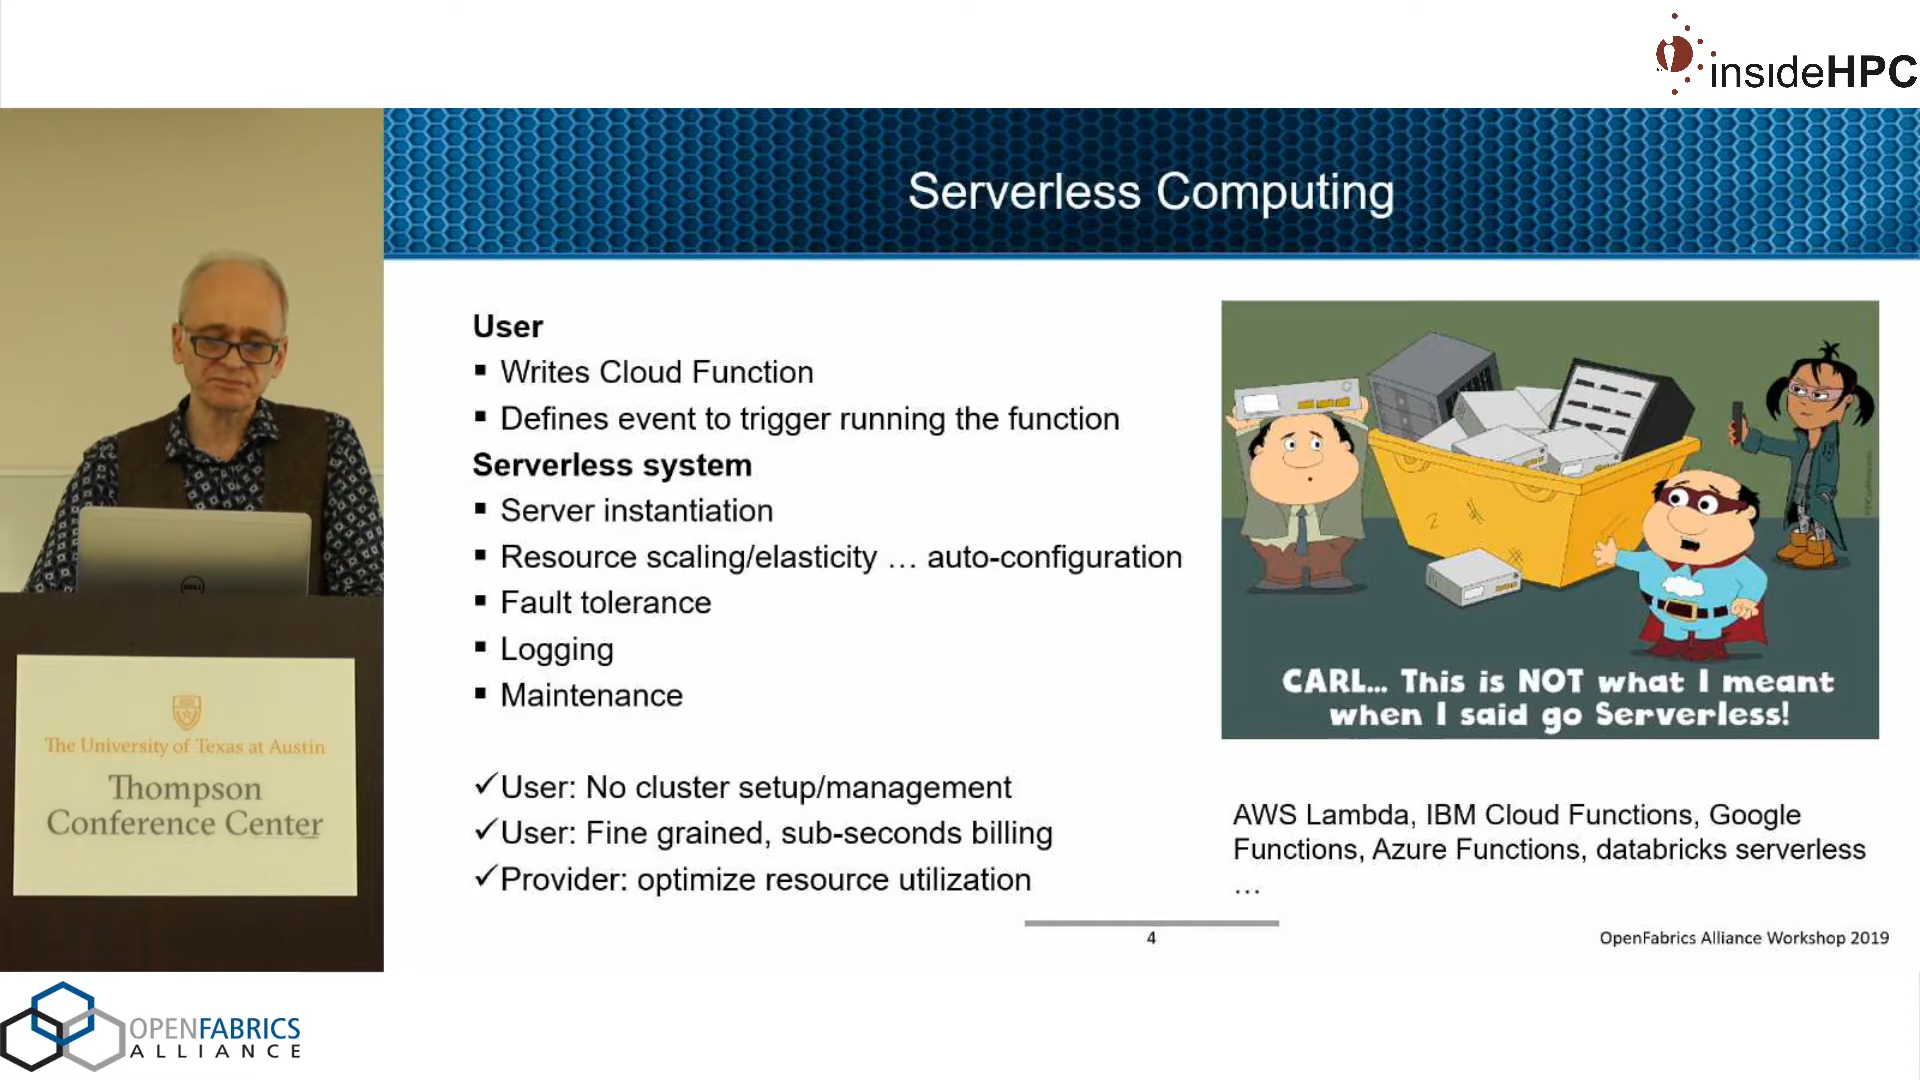 insideHPC
Serverless Computing
User
▪ Writes Cloud Function
▪ Defines event to trigger running the function
Serverless system
▪ Server instantiation
▪ Resource scaling/elasticity … auto-configuration
▪ Fault tolerance
▪ Logging
▪ Maintenance
✓User: No cluster setup/management
✓User: Fine grained, sub-seconds billing
✓Provider: optimize resource utilization
CARL... This is NOT what I meant
when I said go Serverless!
AWS Lambda, IBM Cloud Functions, Google
Functions, Azure Functions, databricks serverless
…
4
OpenFabrics Alliance Workshop 2019
DELL
The University of Texas at Austin
Thompson
Conference Center
OPENFABRICS
ALLIANCE